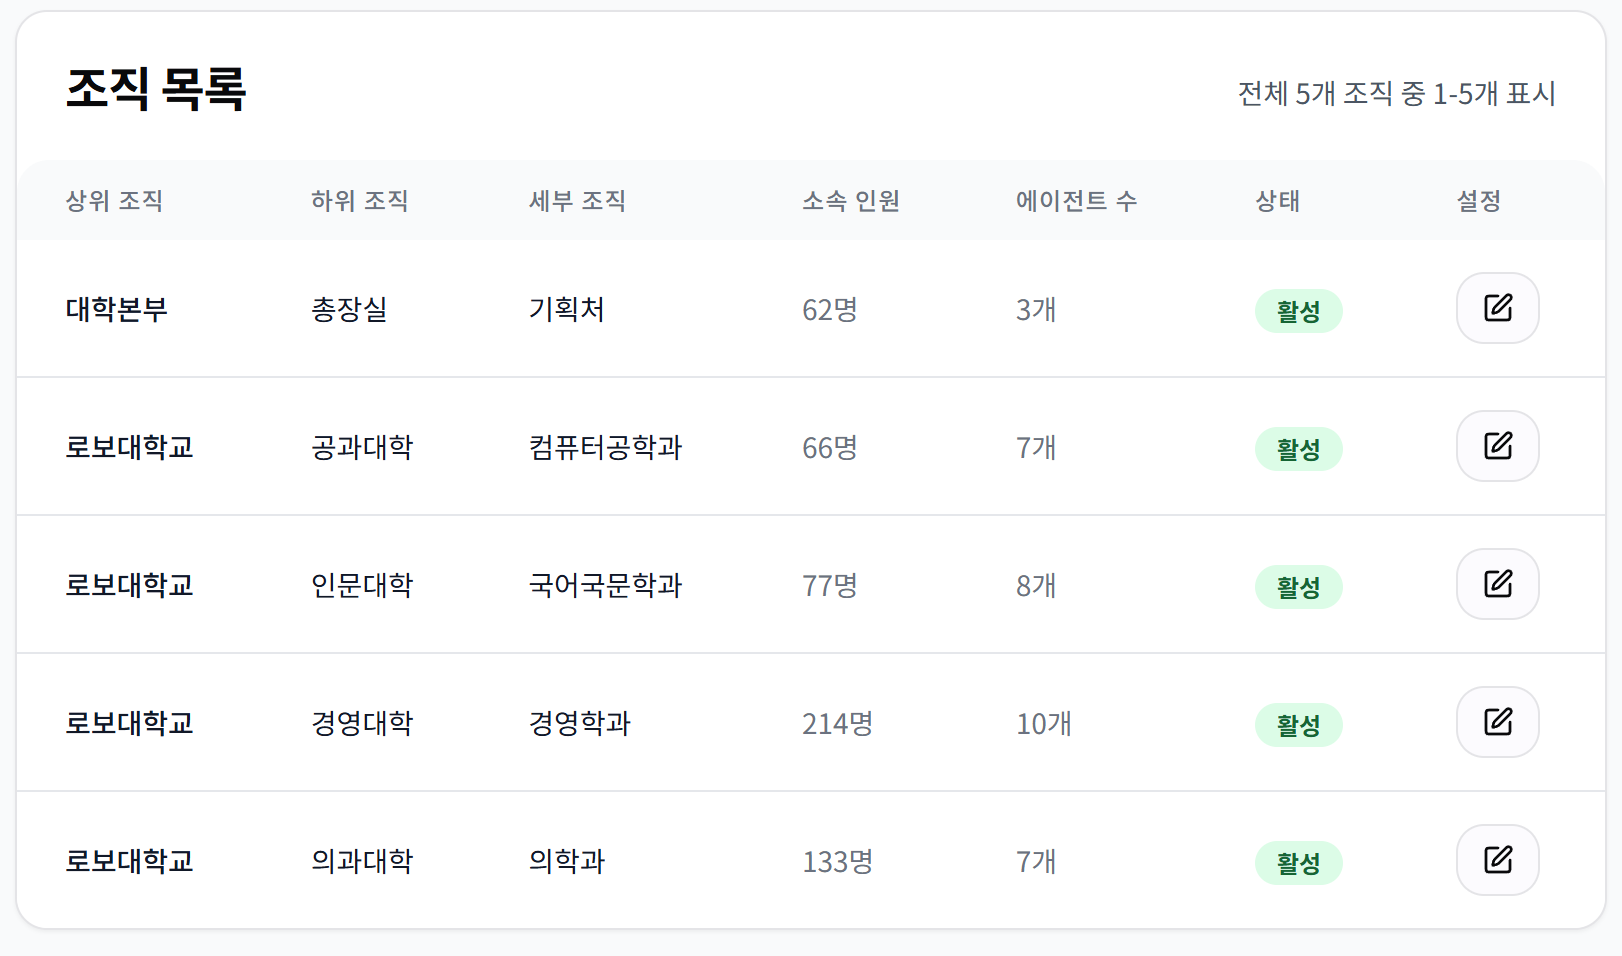 조직 목록
전체 5개 조직 중 1-5개 표시
상위 조직 하위 조직 세부 조직 소속 인원 에이전트 수 상태 설정
대학본부 총장실 기획처 62명 3개 활성
로보대학교 공과대학 컴퓨터공학과 66명 7개 활성
로보대학교 인문대학 국어국문학과 77명 8개 활성
로보대학교 경영대학 경영학과 214명 10개 활성
로보대학교 의과대학 의학과 133명 7개 활성